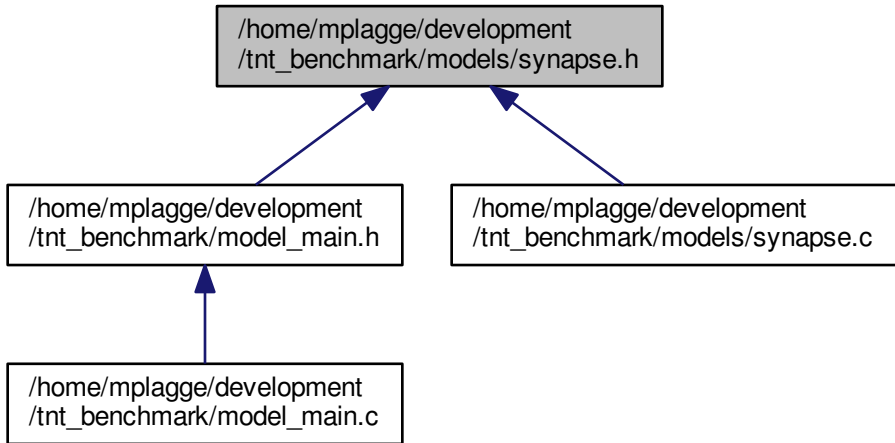 /home/mplagge/development
/tnt_benchmark/models/synapse.h
/home/mplagge/development
/tnt_benchmark/model_main.h
/home/mplagge/development
/tnt_benchmark/models/synapse.c
/home/mplagge/development
/tnt_benchmark/model_main.c